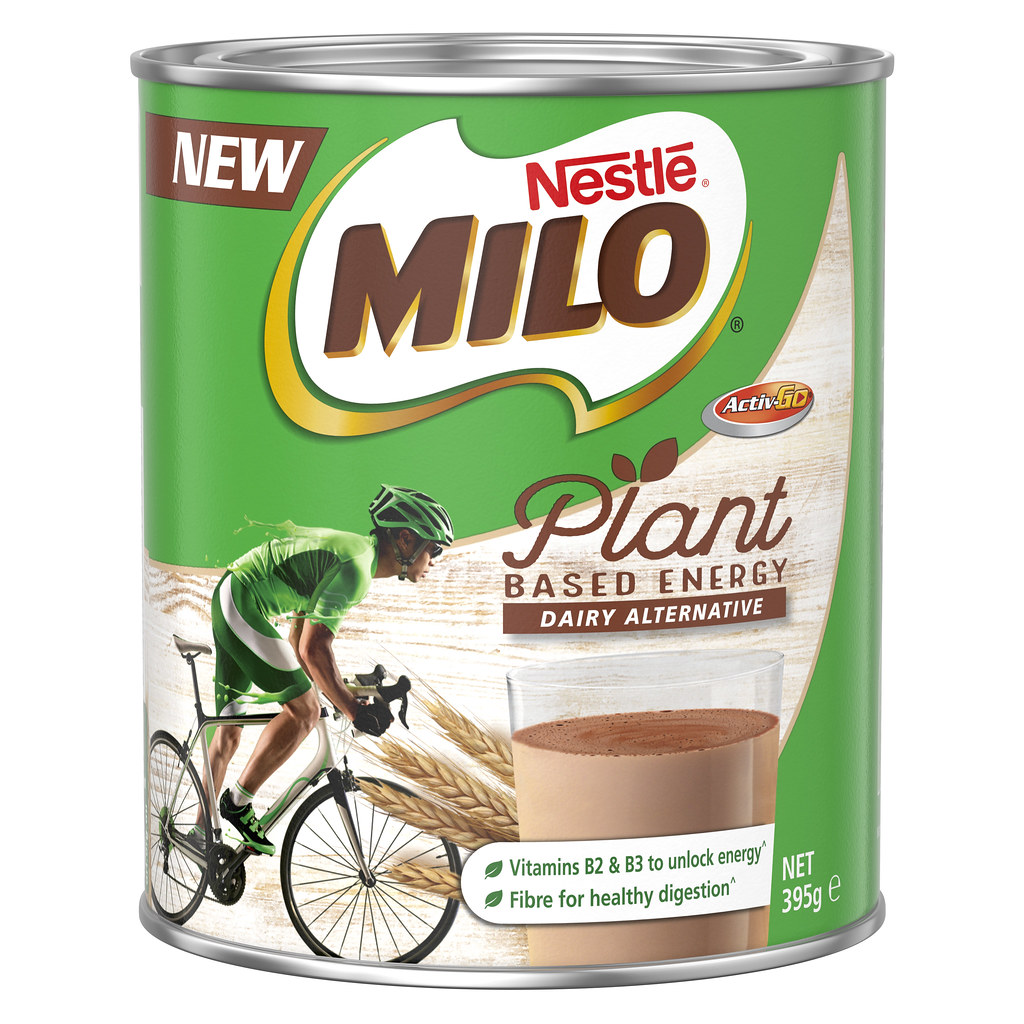 NEW
Nestlé®
MILO®
Activ-GO
Plant
BASED ENERGY
DAIRY ALTERNATIVE
Vitamins B2 & B3 to unlock energy^
Fibre for healthy digestion^
NET
395g ℮